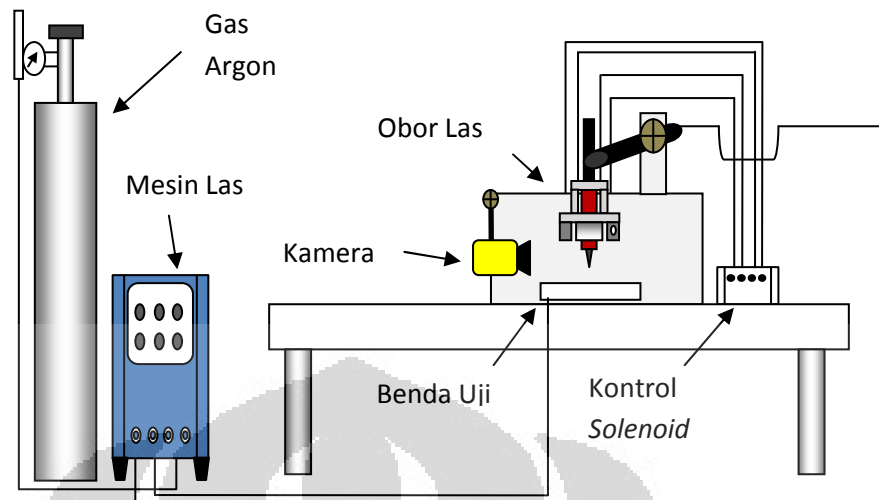 Gas
Argon
Obor Las
Mesin Las
Kamera
Benda Uji
Kontrol
Solenoid